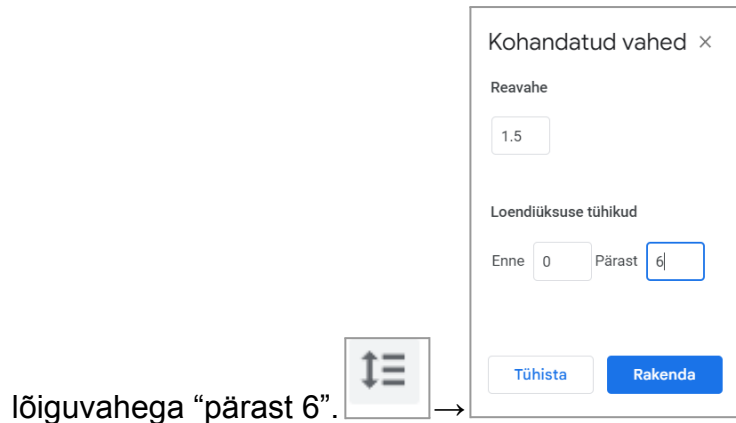 Kohandatud vahed ×
Reavahe
1.5
Loendiüksuse tühikud
Enne 0 Pärast 6
Tühista Rakenda
lõiguvahega “pärast 6”. →